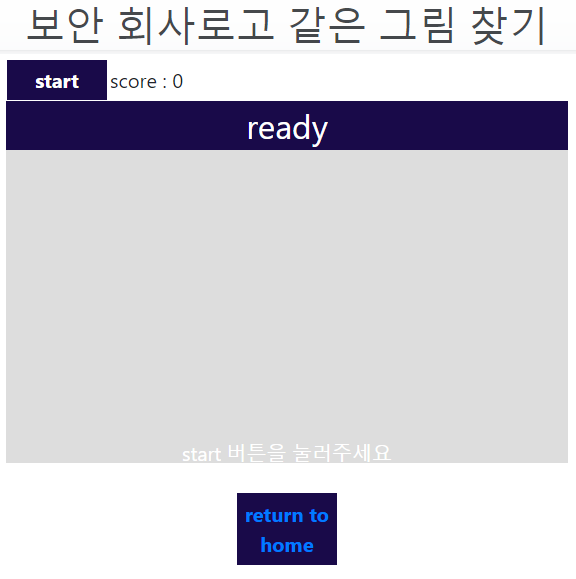 보안 회사로고 같은 그림 찾기
start score : 0
ready
start 버튼을 눌러주세요
return to
home